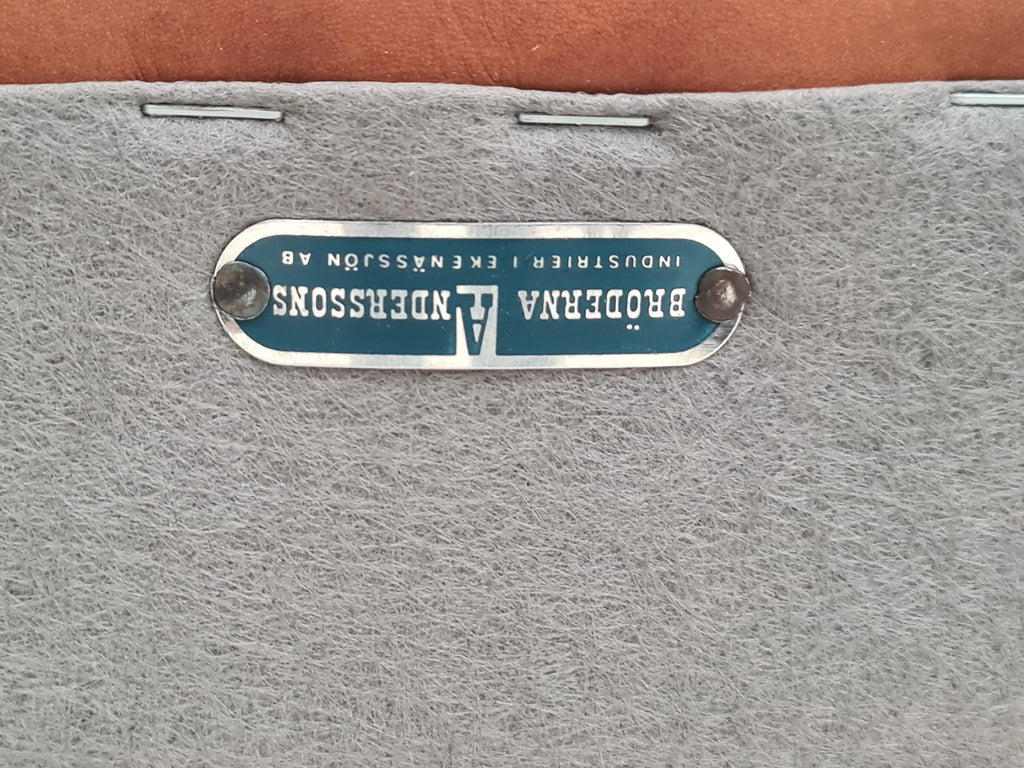 BRÖDERNA ANDERSSONS
INDUSTRIER I EKENÄSSJÖN AB